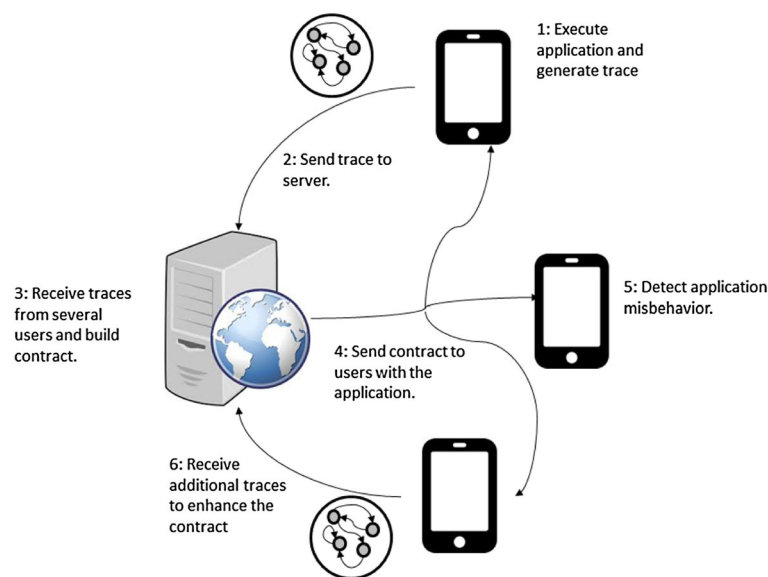 1: Execute
application and
generate trace
2: Send trace to
server.
3: Receive traces
from several
users and build
contract.
4: Send contract to
users with the
application.
5: Detect application
misbehavior.
6: Receive
additional traces
to enhance the
contract